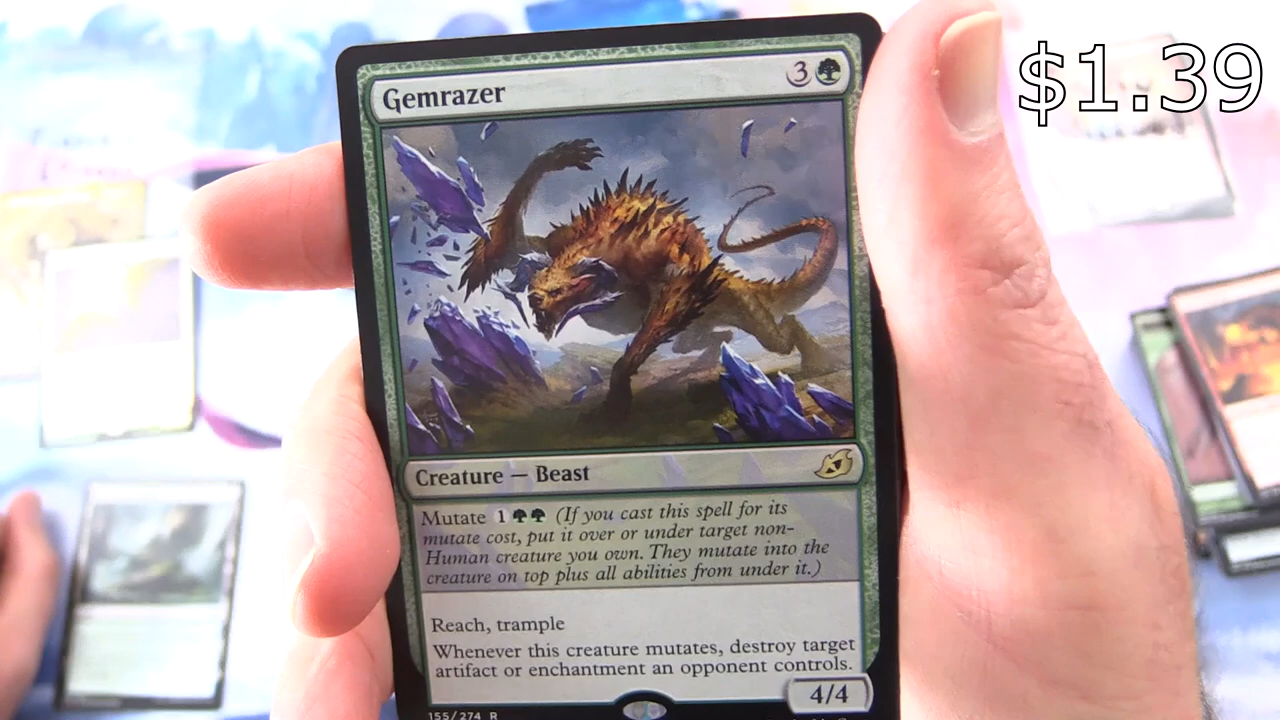 $1.39
Gemrazer 3
Creature — Beast
Mutate 1 (If you cast this spell for its
mutate cost, put it over or under target non-
Human creature you own. They mutate into the
creature on top plus all abilities from under it.)
Reach, trample
Whenever this creature mutates, destroy target
artifact or enchantment an opponent controls.
4/4
155/274 R